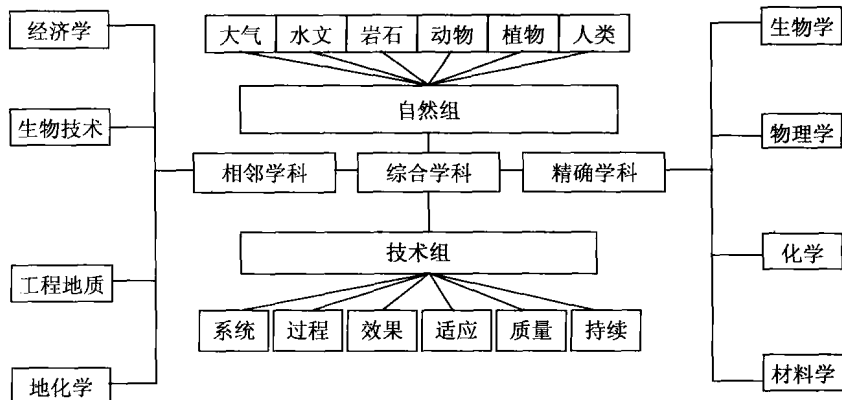 经济学
大气 水文 岩石 动物 植物 人类
生物学
自然组
生物技术
物理学
相邻学科 综合学科 精确学科
技术组
化学
工程地质
系统 过程 效果 适应 质量 持续
地化学
材料学